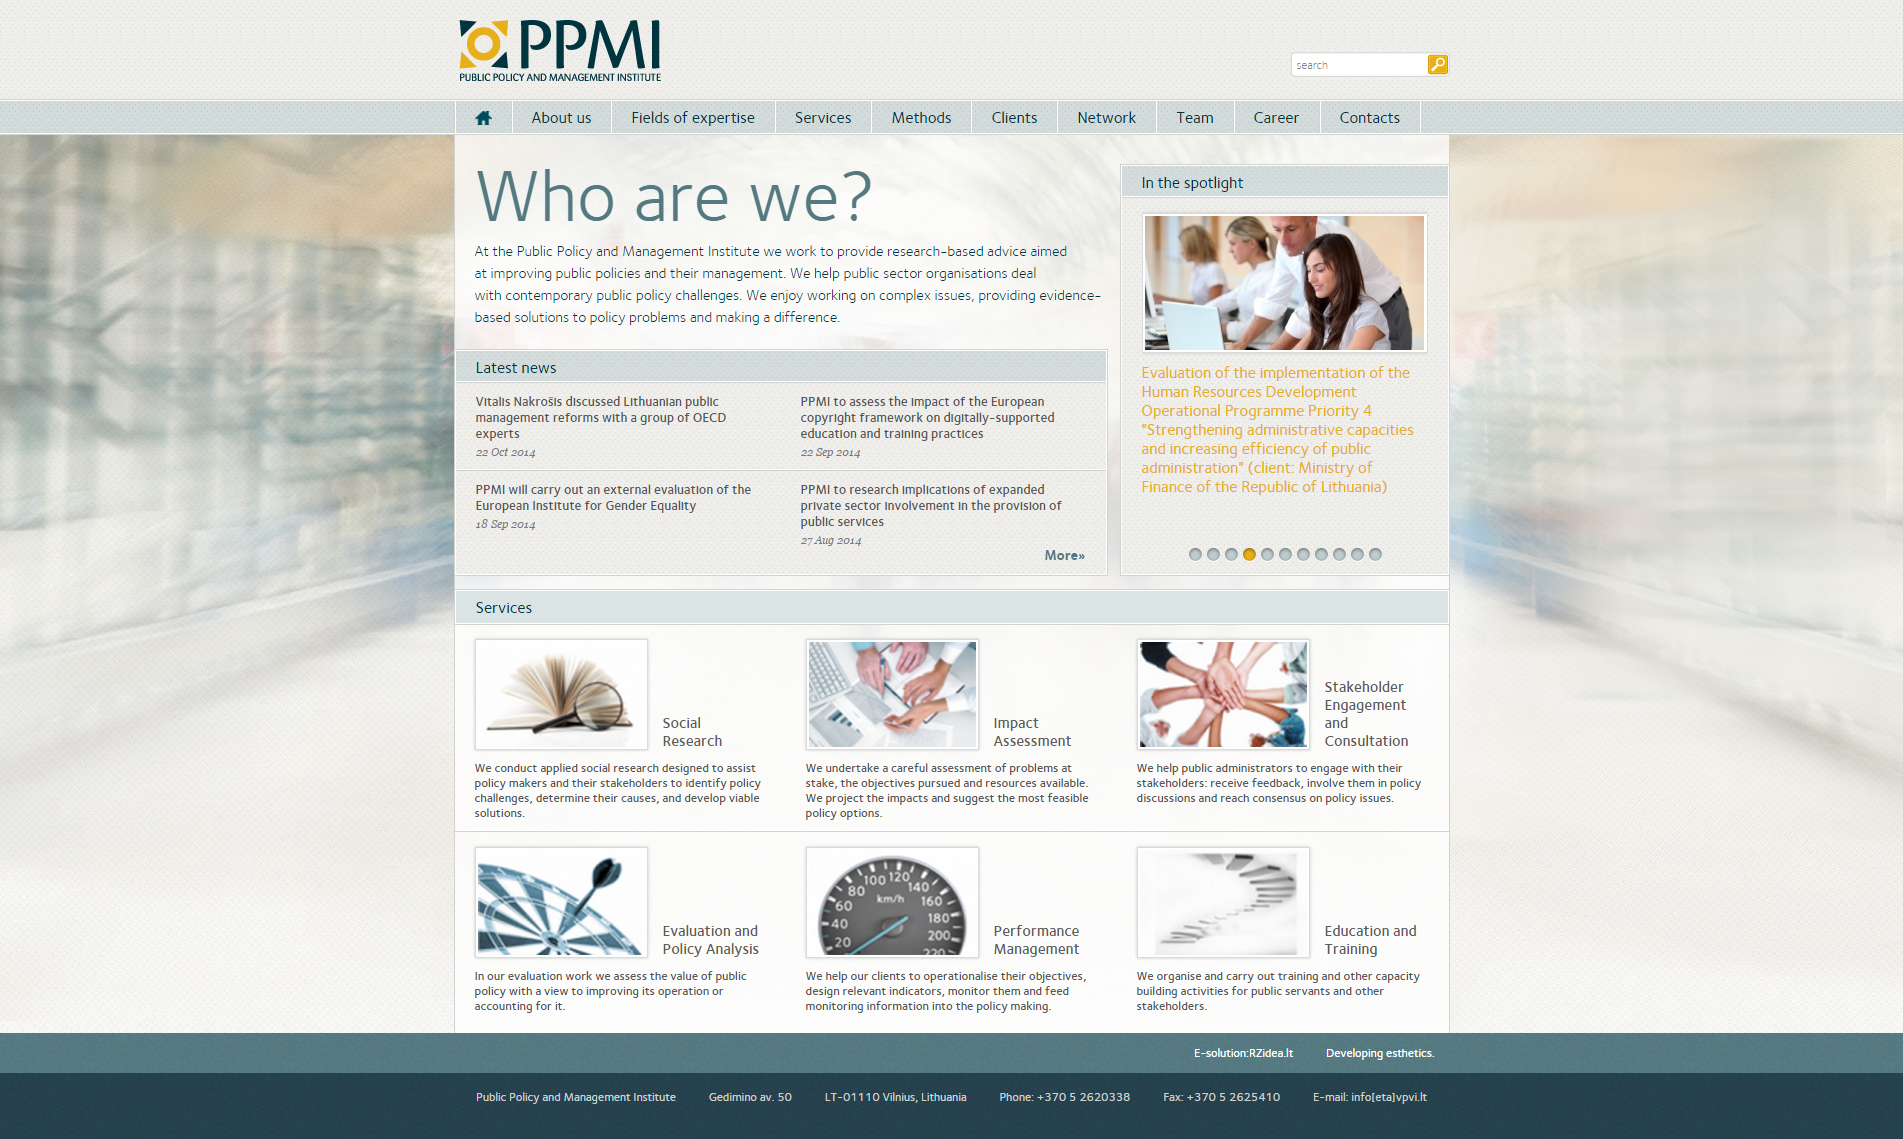 PPMI
PUBLIC POLICY AND MANAGEMENT INSTITUTE
search
About us
Fields of expertise
Services
Methods
Clients
Network
Team
Career
Contacts
Who are we?
At the Public Policy and Management Institute we work to provide research-based advice aimed
at improving public policies and their management. We help public sector organisations deal
with contemporary public policy challenges. We enjoy working on complex issues, providing evidence-
based solutions to policy problems and making a difference.
Latest news
Vitalis Nakrošis discussed Lithuanian public
management reforms with a group of OECD
experts
22 Oct 2014
PPMI to assess the impact of the European
copyright framework on digitally-supported
education and training practices
22 Sep 2014
PPMI will carry out an external evaluation of the
European Institute for Gender Equality
18 Sep 2014
PPMI to research implications of expanded
private sector involvement in the provision of
public services
27 Aug 2014
More»
In the spotlight
Evaluation of the implementation of the
Human Resources Development
Operational Programme Priority 4
"Strengthening administrative capacities
and increasing efficiency of public
administration" (client: Ministry of
Finance of the Republic of Lithuania)
Services
Social
Research
We conduct applied social research designed to assist
policy makers and their stakeholders to identify policy
challenges, determine their causes, and develop viable
solutions.
Impact
Assessment
We undertake a careful assessment of problems at
stake, the objectives pursued and resources available.
We project the impacts and suggest the most feasible
policy options.
Stakeholder
Engagement
and
Consultation
We help public administrators to engage with their
stakeholders: receive feedback, involve them in policy
discussions and reach consensus on policy issues.
Evaluation and
Policy Analysis
In our evaluation work we assess the value of public
policy with a view to improving its operation or
accounting for it.
20
40
60
80
100
120
140
160
180
200
220
km/h
Performance
Management
We help our clients to operationalise their objectives,
design relevant indicators, monitor them and feed
monitoring information into the policy making.
Education and
Training
We organise and carry out training and other capacity
building activities for public servants and other
stakeholders.
E-solution:RZidea.lt
Developing esthetics.
Public Policy and Management Institute
Gedimino av. 50
LT-01110 Vilnius, Lithuania
Phone: +370 5 2620338
Fax: +370 5 2625410
E-mail: info[eta]vpvi.lt